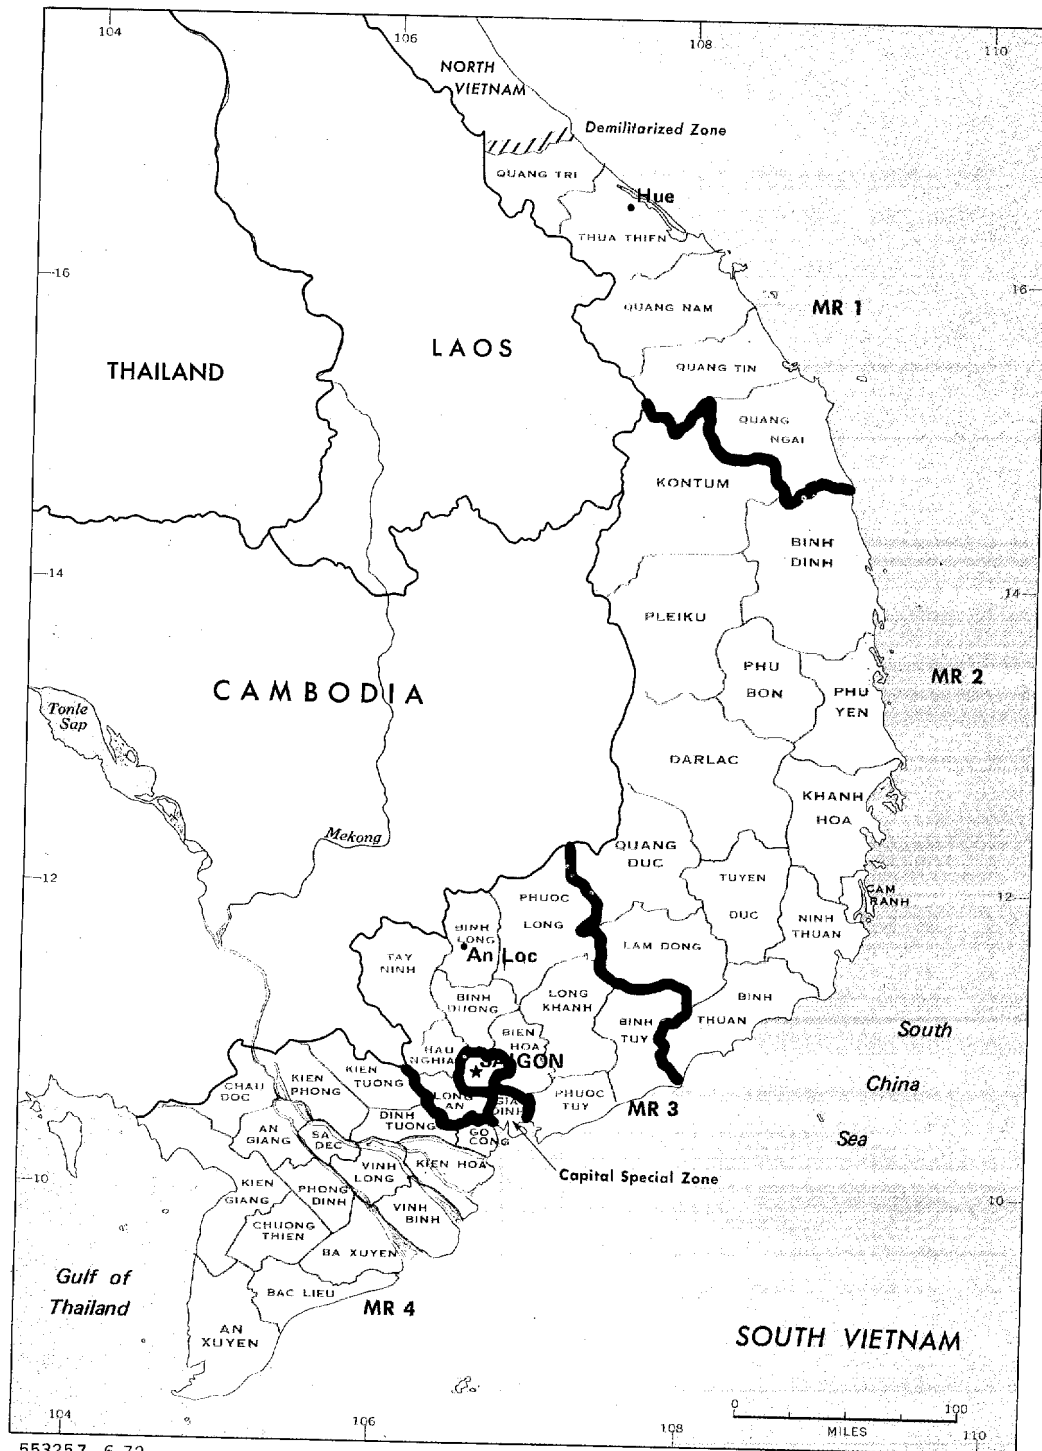 104
106
108
110
NORTH
VIETNAM
Demilitarized Zone
QUANG TRI
Hue
THUA THIEN
16
16
QUANG NAM
MR 1
LAOS
THAILAND
QUANG TIN
QUANG
NGAI
KONTUM
BINH
DINH
14
14
PLEIKU
PHU
BON
MR 2
CAMBODIA
PHU
YEN
Tonle
Sap
DARLAC
KHANH
HOA
Mekong
QUANG
DUC
12
TUYEN
DUC
CAM
RANH
12
PHUOC
LONG
NINH
THUAN
BINH
LONG
An Loc
LAM DONG
TAY
NINH
BINH
DUONG
LONG
KHANH
BINH
THUAN
BINH
TUY
BIEN
HOA
South
China
Sea
HAU
NGHIA
SAIGON
KIEN
TUONG
KIEN
PHONG
CHAU
DOC
LONG
AN
GIA
DINH
PHUOC
TUY
MR 3
DINH
TUONG
GO
CONG
AN
GIANG
SA
DEC
VINH
LONG
KIEN HOA
Capital Special Zone
10
10
KIEN
GIANG
PHONG
DINH
VINH
BINH
CHUONG
THIEN
BA XUYEN
Gulf of
Thailand
BAC LIEU
MR 4
AN
XUYEN
SOUTH VIETNAM
0
100
MILES
104
106
108
110
553257 6-72